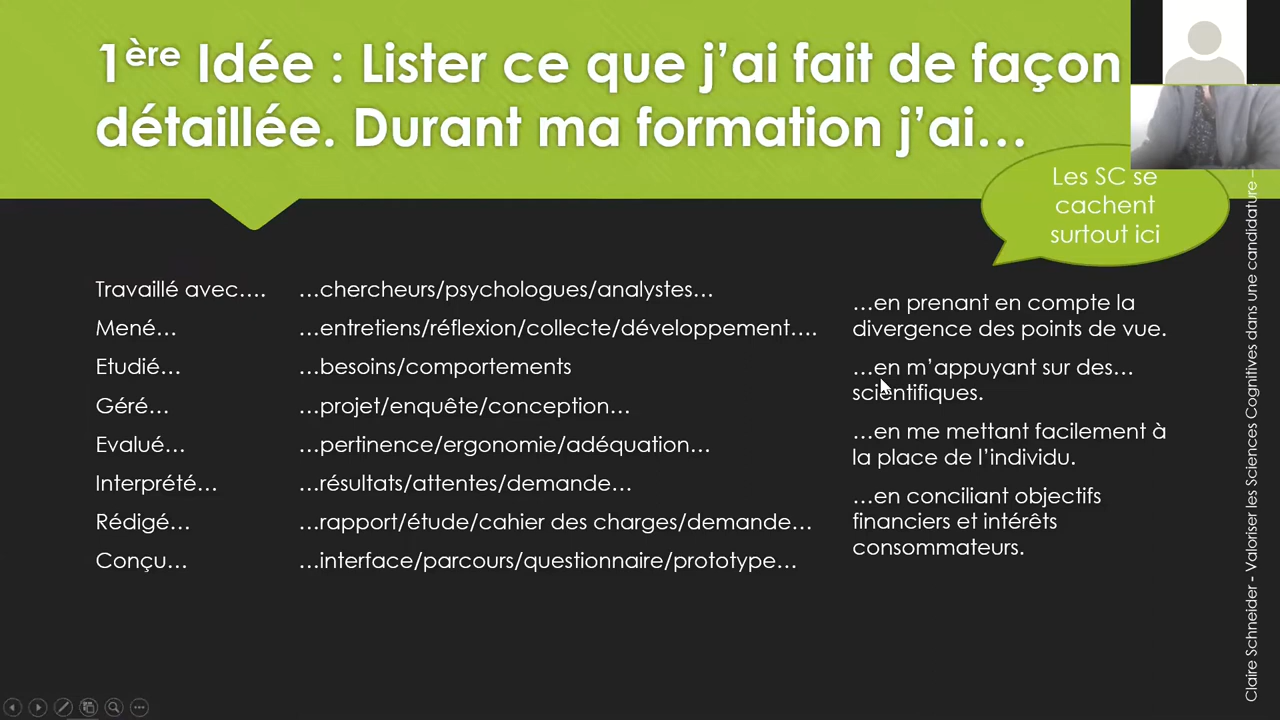 1ère Idée : Lister ce que j’ai fait de façon
détaillée. Durant ma formation j’ai…
Les SC se
cachent
surtout ici
Travaillé avec….
Mené…
Etudié…
Géré…
Evalué…
Interprété…
Rédigé…
Conçu…
…chercheurs/psychologues/analystes…
…entretiens/réflexion/collecte/développement….
…besoins/comportements
…projet/enquête/conception…
…pertinence/ergonomie/adéquation…
…résultats/attentes/demande…
…rapport/étude/cahier des charges/demande…
…interface/parcours/questionnaire/prototype…
…en prenant en compte la
divergence des points de vue.
…en m’appuyant sur des…
scientifiques.
…en me mettant facilement à
la place de l’individu.
…en conciliant objectifs
financiers et intérêts
consommateurs.
Claire Schneider - Valoriser les Sciences Cognitives dans une candidature –